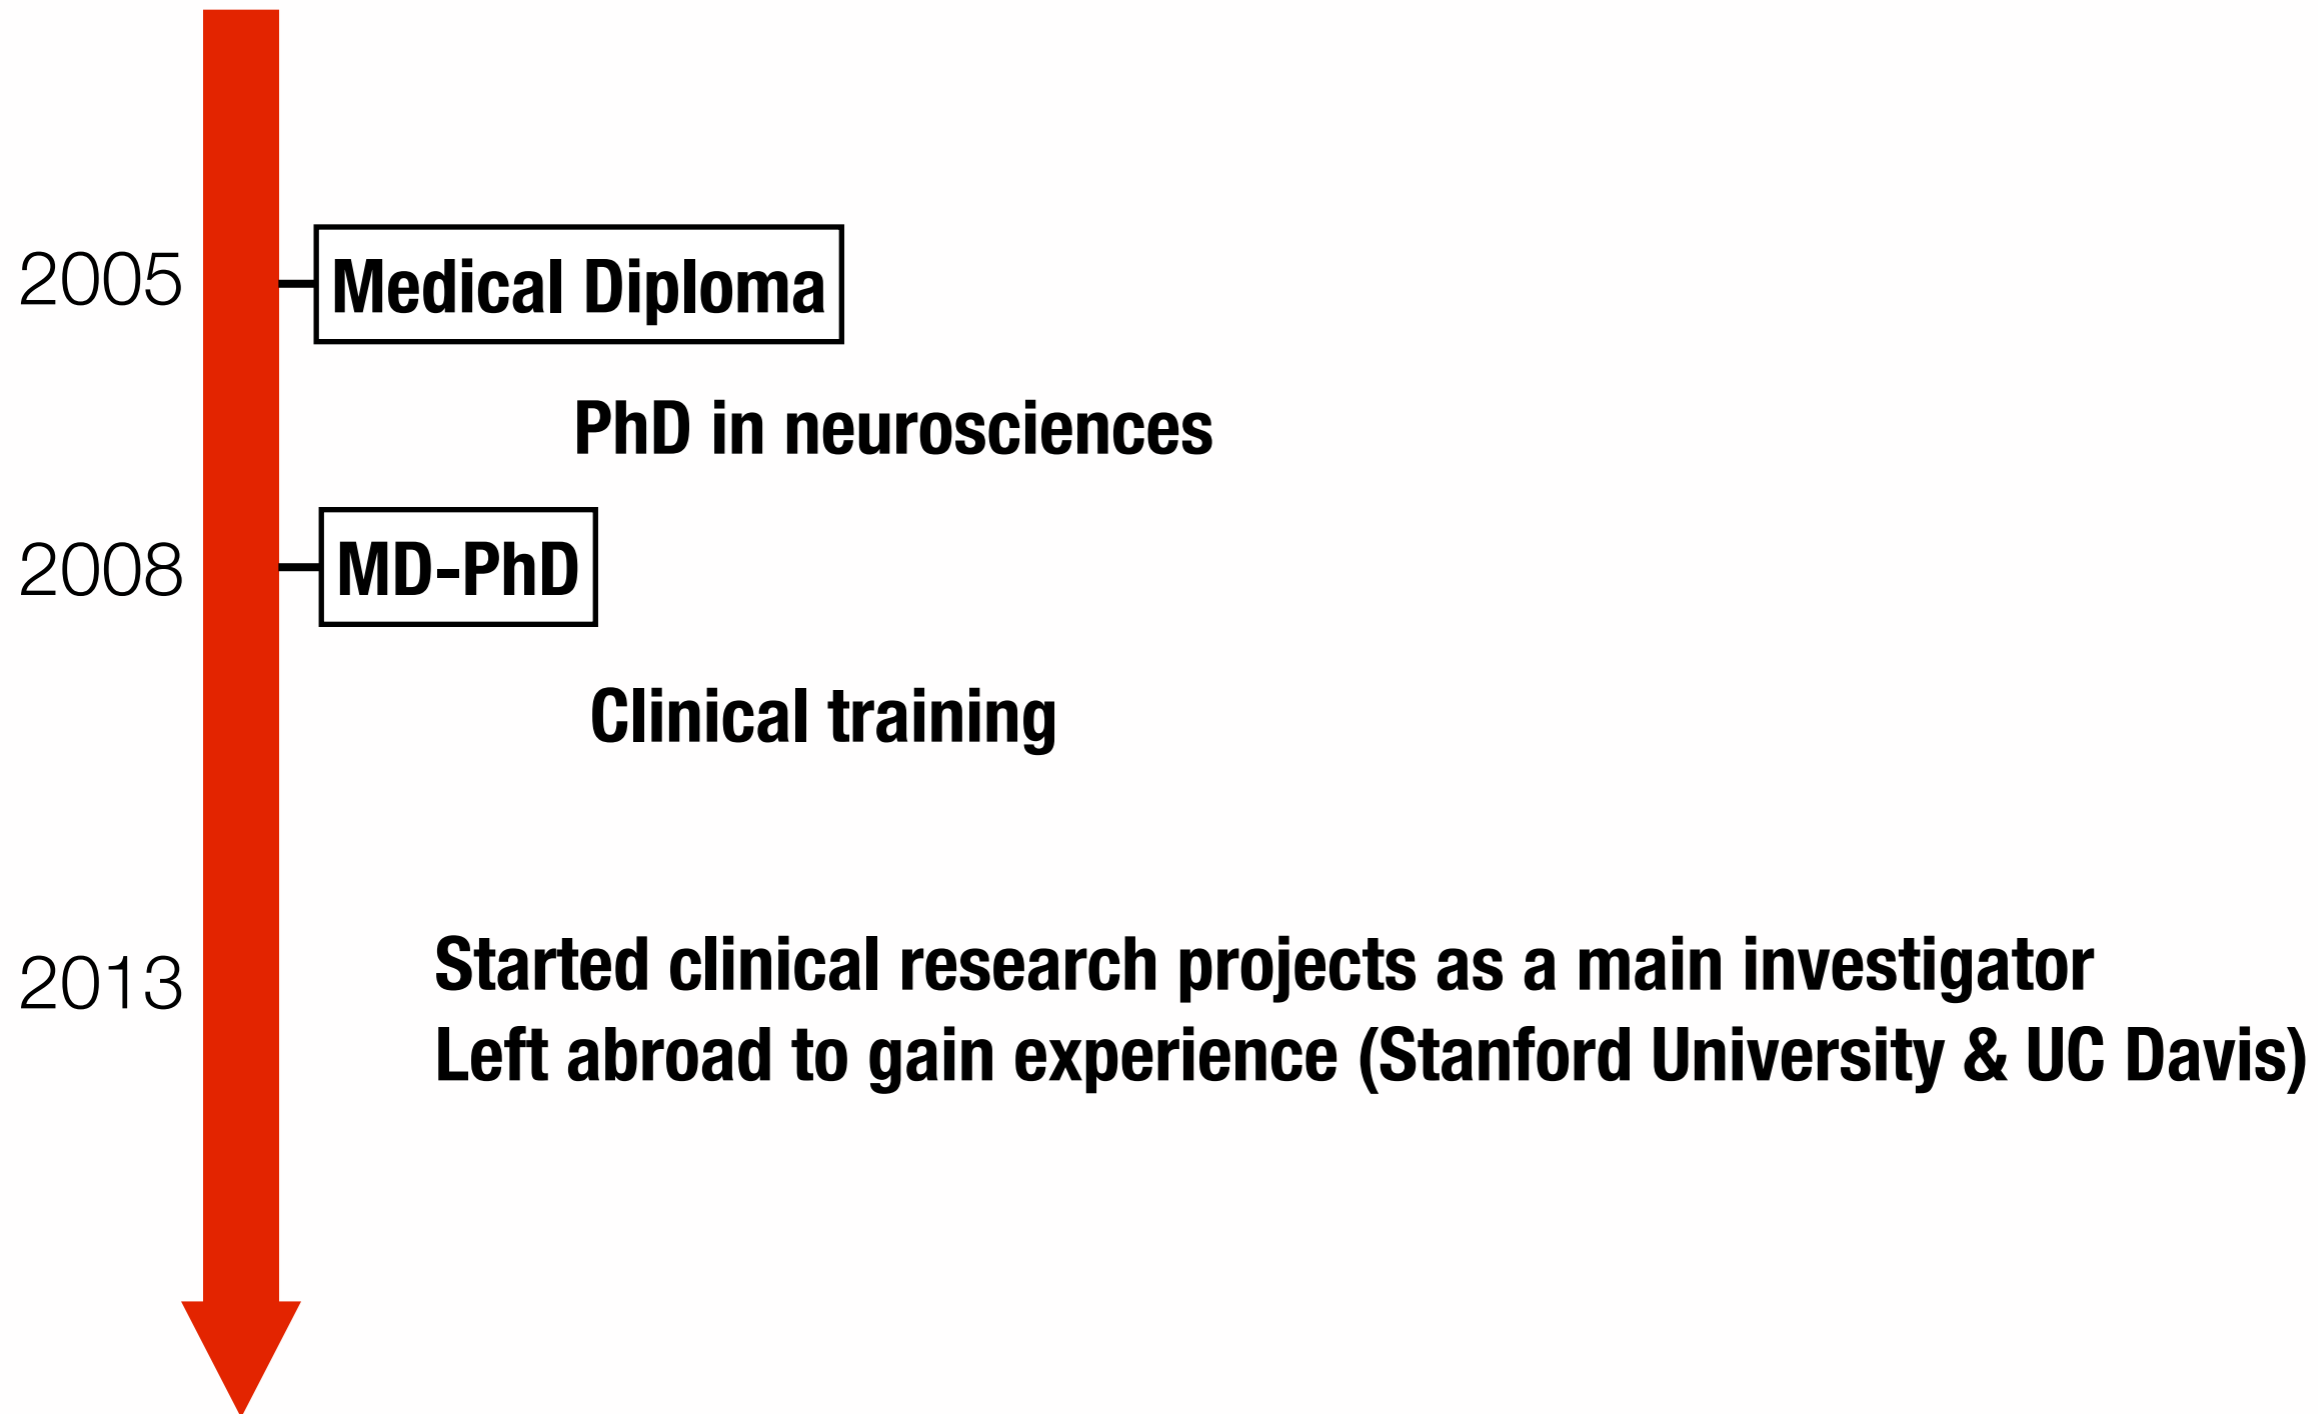 2005
Medical Diploma
PhD in neurosciences
2008
MD-PhD
Clinical training
2013
Started clinical research projects as a main investigator
Left abroad to gain experience (Stanford University & UC Davis)